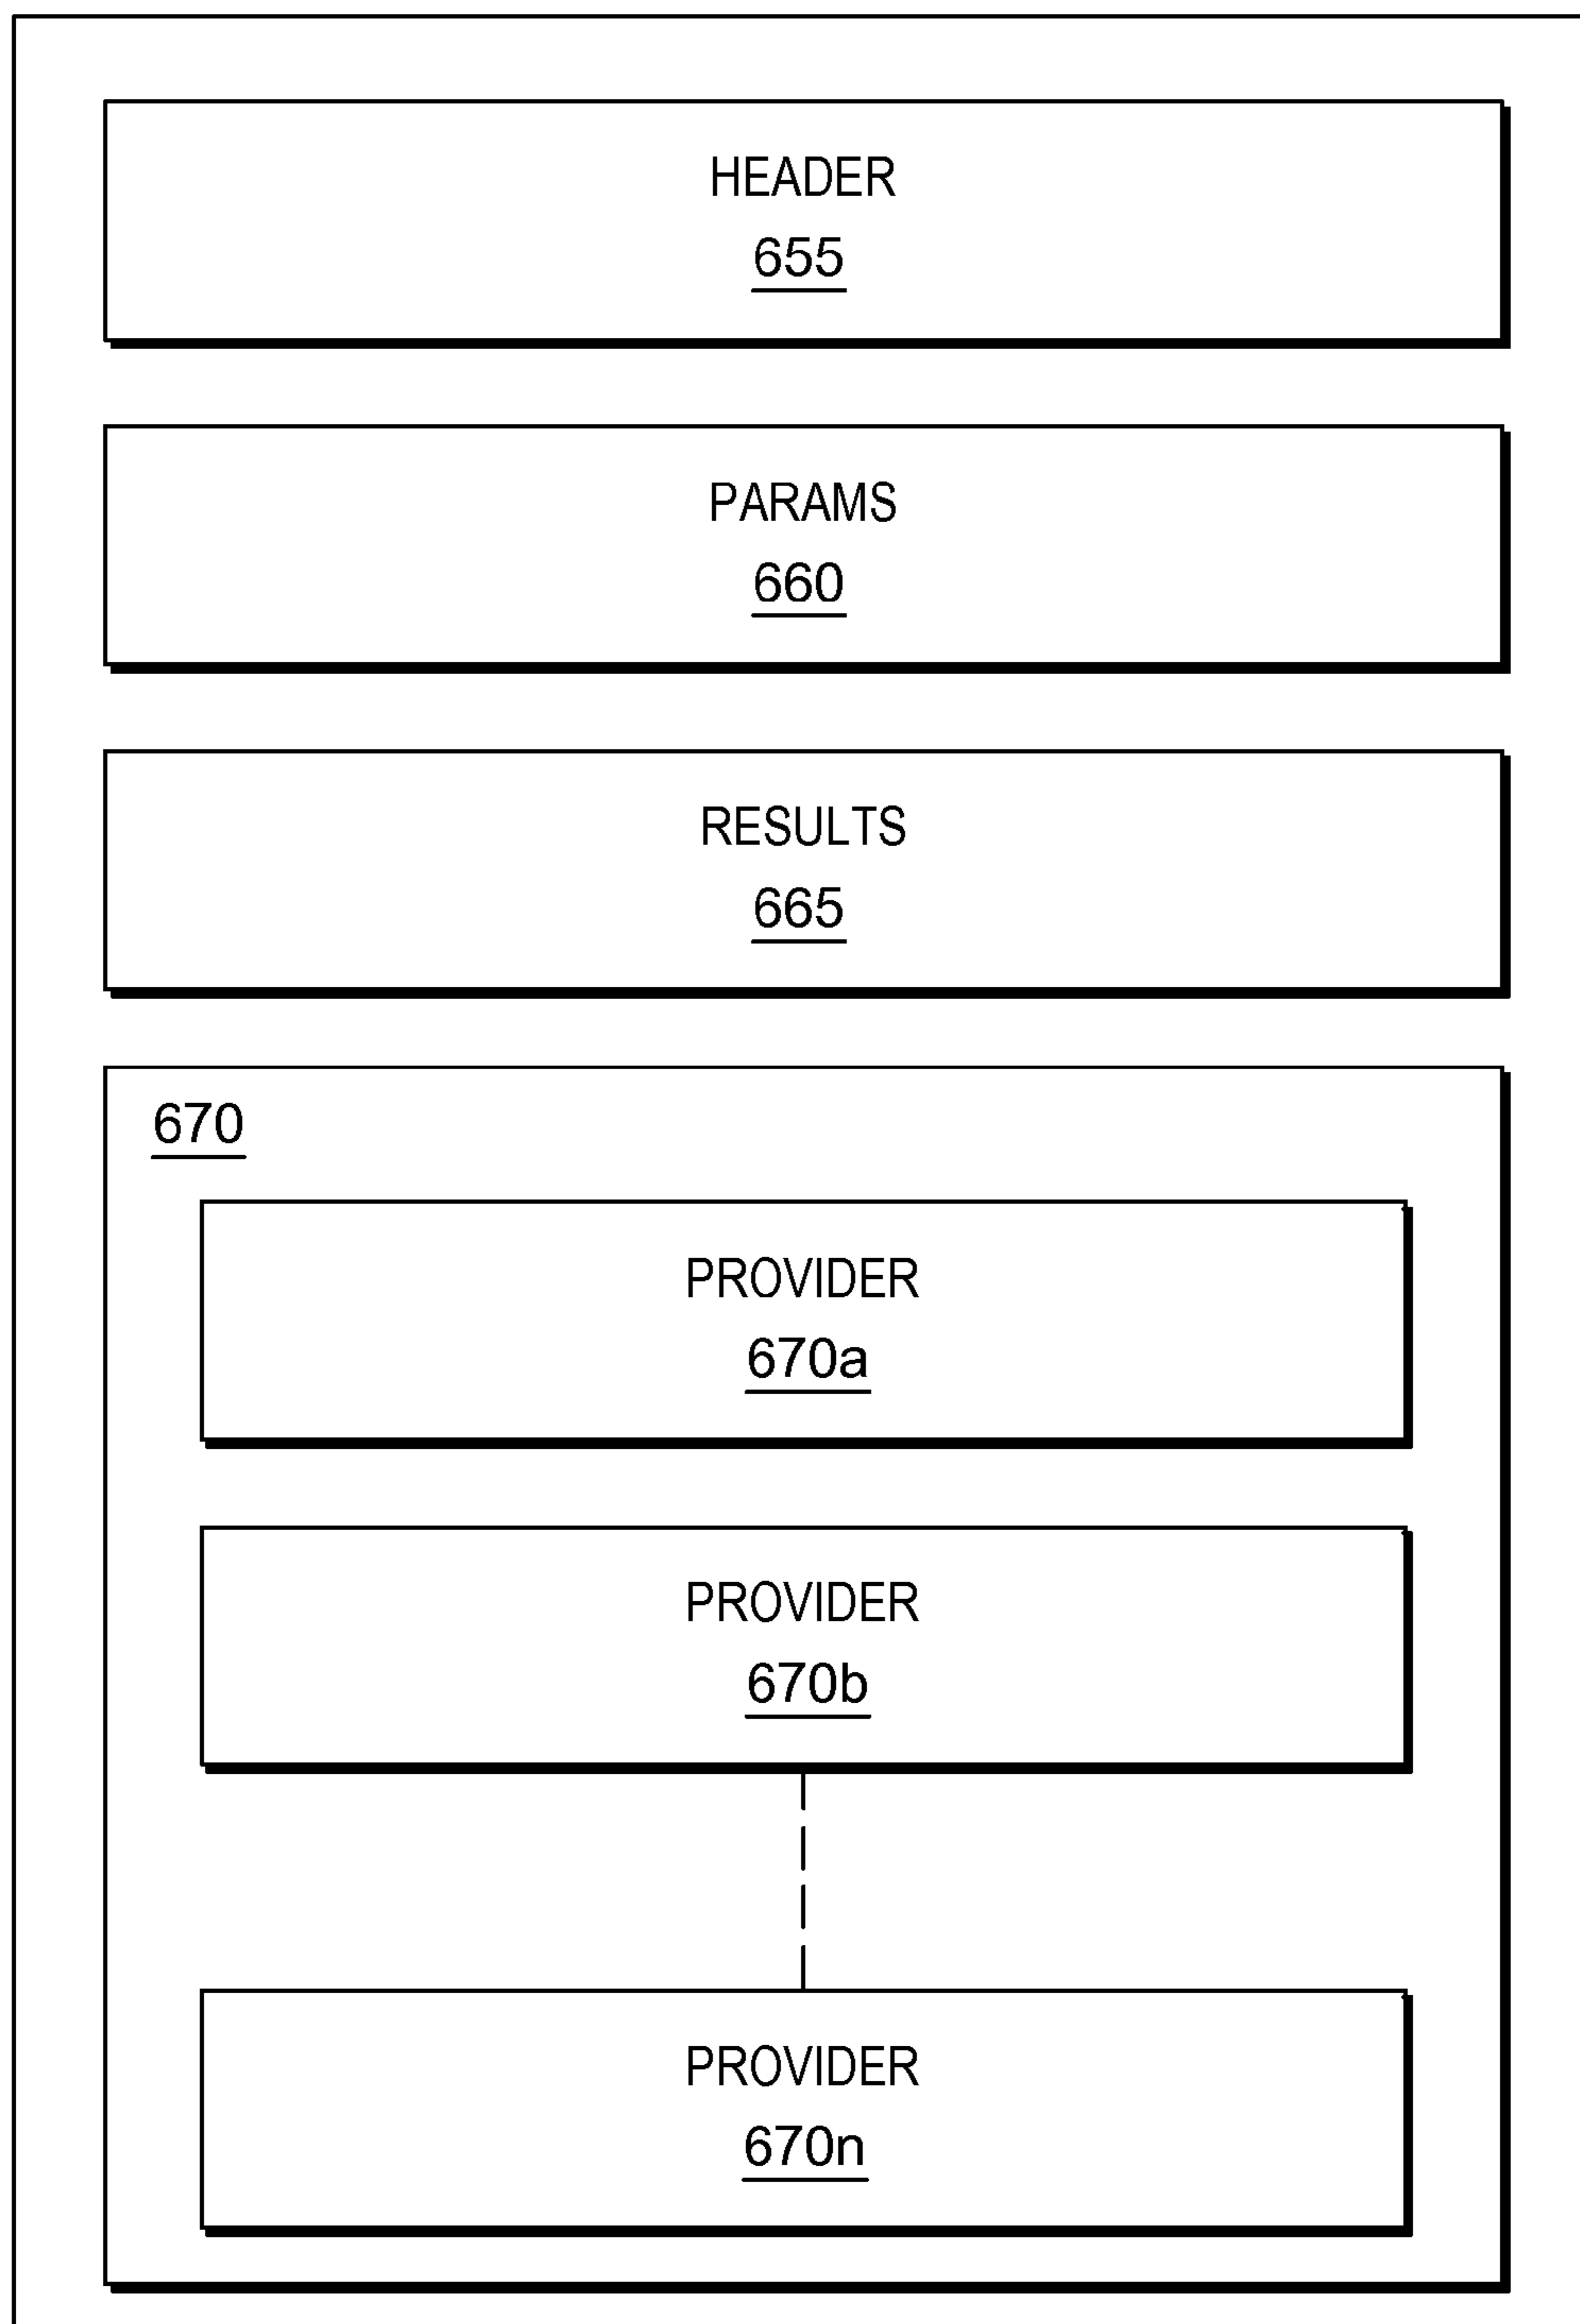 HEADER
655
PARAMS
660
RESULTS
665
670
PROVIDER
670a
PROVIDER
670b
PROVIDER
670n